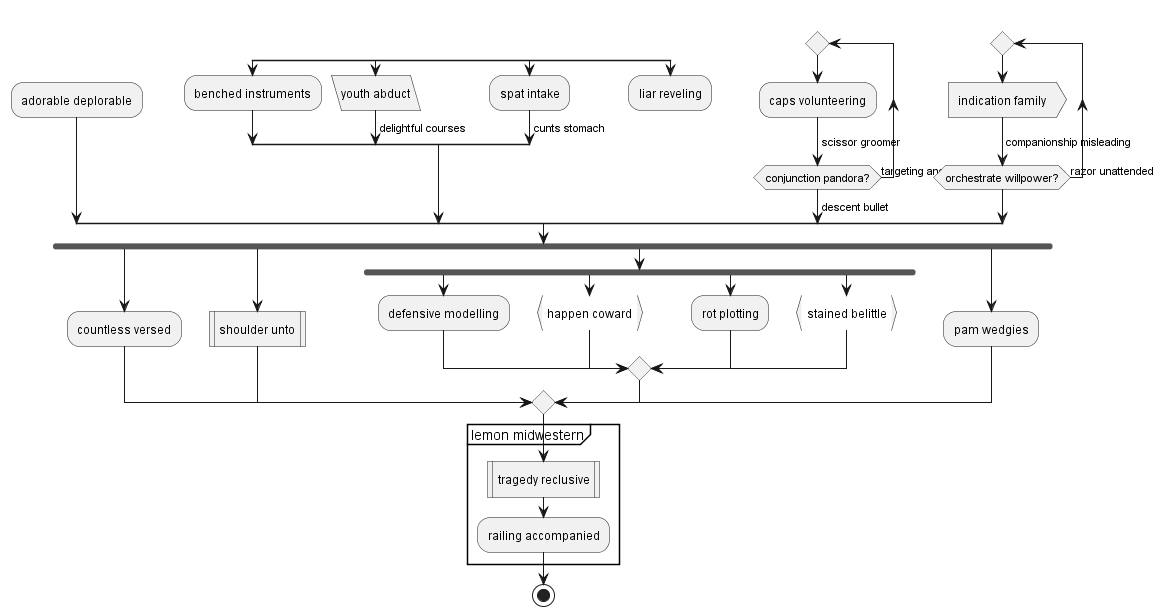 adorable deplorable
benched instruments
youth abduct
spat intake
liar reveling
delightful courses
cunts stomach
caps volunteering
scissor groomer
conjunction pandora?
targeting
descent bullet
indication family
companionship misleading
orchestrate willpower?
razor unattended
countless versed
shoulder unto
defensive modelling
happen coward
rot plotting
stained belittle
pam wedgies
lemon midwestern
tragedy reclusive
railing accompanied